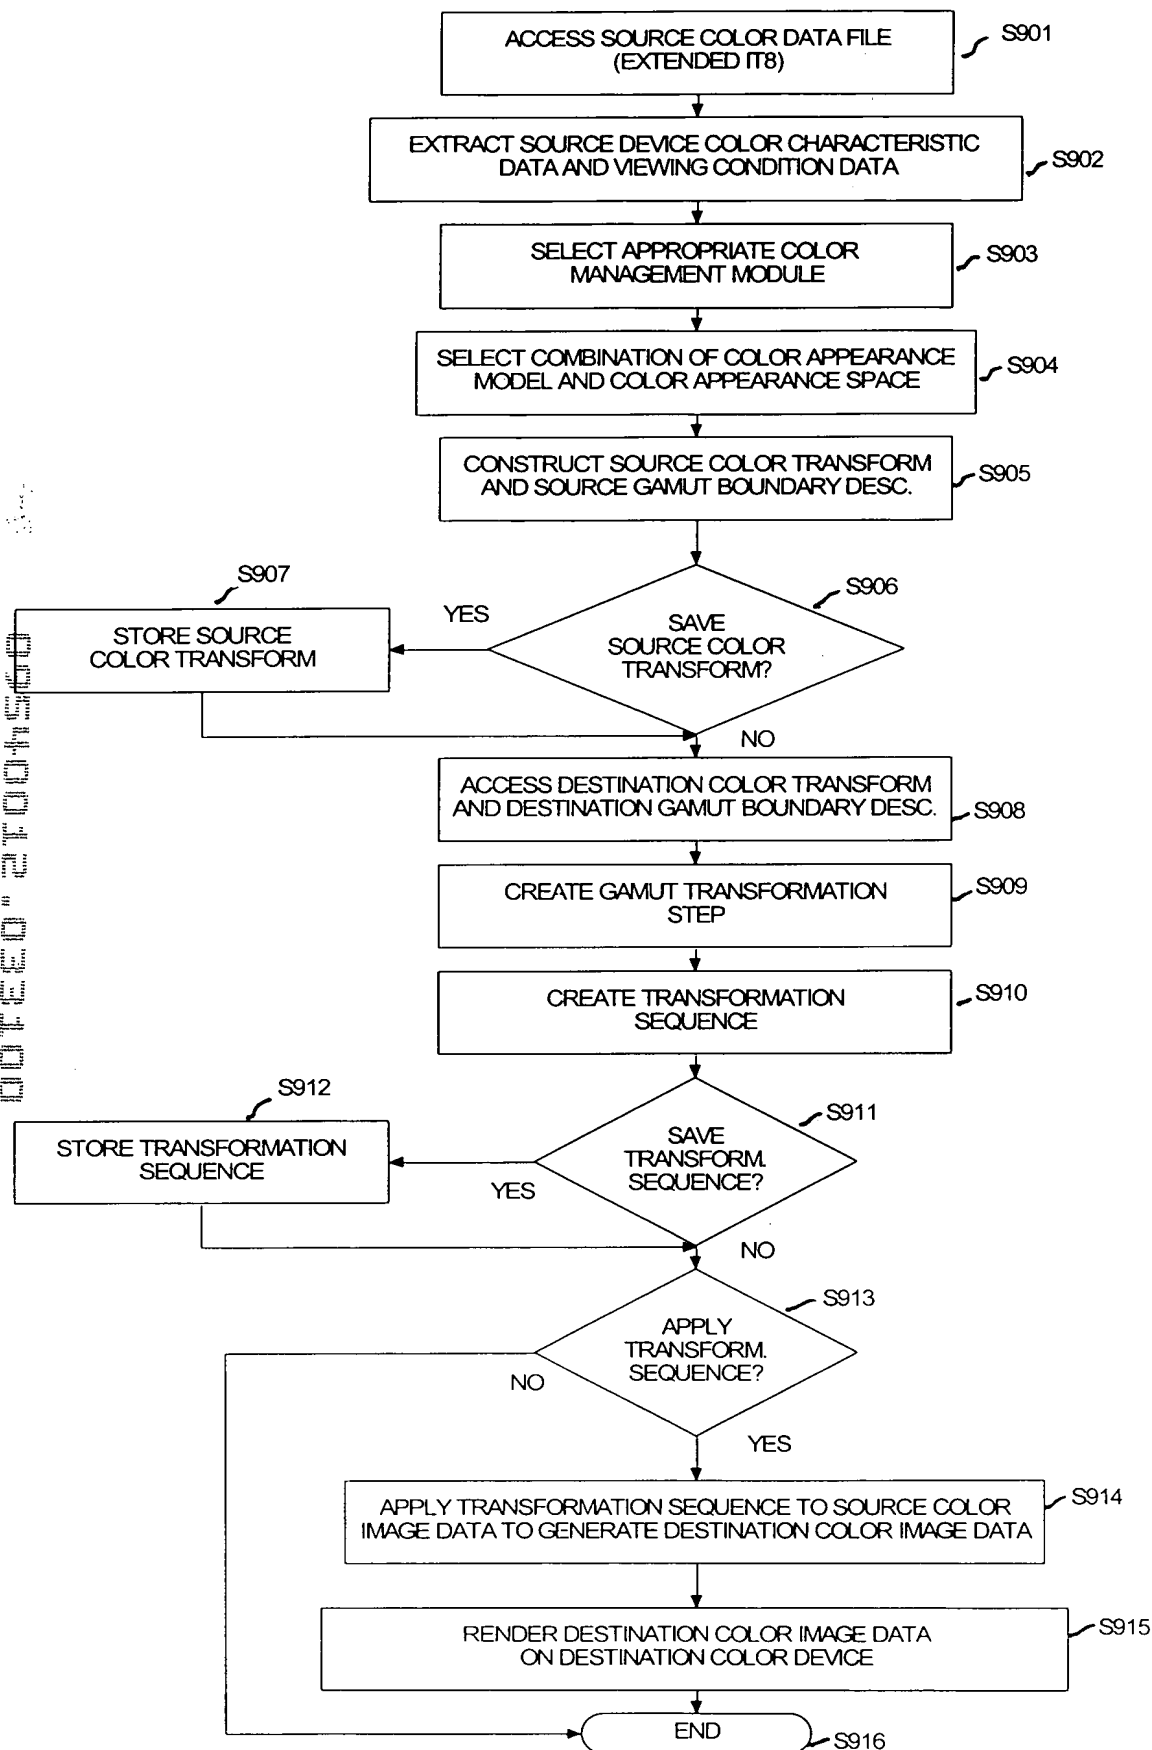 ACCESS SOURCE COLOR DATA FILE
(EXTENDED IT8)
S901
EXTRACT SOURCE DEVICE COLOR CHARACTERISTIC
DATA AND VIEWING CONDITION DATA
S902
SELECT APPROPRIATE COLOR
MANAGEMENT MODULE
S903
SELECT COMBINATION OF COLOR APPEARANCE
MODEL AND COLOR APPEARANCE SPACE
S904
CONSTRUCT SOURCE COLOR TRANSFORM
AND SOURCE GAMUT BOUNDARY DESC.
S905
SAVE
SOURCE COLOR
TRANSFORM?
S906
YES
S907
STORE SOURCE
COLOR TRANSFORM
NO
ACCESS DESTINATION COLOR TRANSFORM
AND DESTINATION GAMUT BOUNDARY DESC.
S908
CREATE GAMUT TRANSFORMATION
STEP
S909
CREATE TRANSFORMATION
SEQUENCE
S910
SAVE
TRANSFORM.
SEQUENCE?
S911
YES
S912
STORE TRANSFORMATION
SEQUENCE
NO
APPLY
TRANSFORM.
SEQUENCE?
S913
NO
YES
APPLY TRANSFORMATION SEQUENCE TO SOURCE COLOR
IMAGE DATA TO GENERATE DESTINATION COLOR IMAGE DATA
S914
RENDER DESTINATION COLOR IMAGE DATA
ON DESTINATION COLOR DEVICE
S915
END
S916